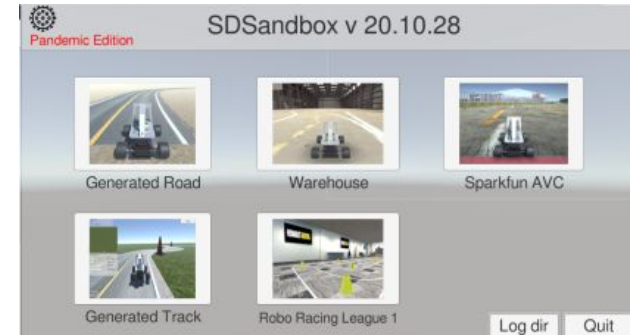 SDSandbox v 20.10.28
Pandemic Edition
Generated Road
Warehouse
Sparkfun AVC
Generated Track
Robo Racing League 1
Log dir
Quit